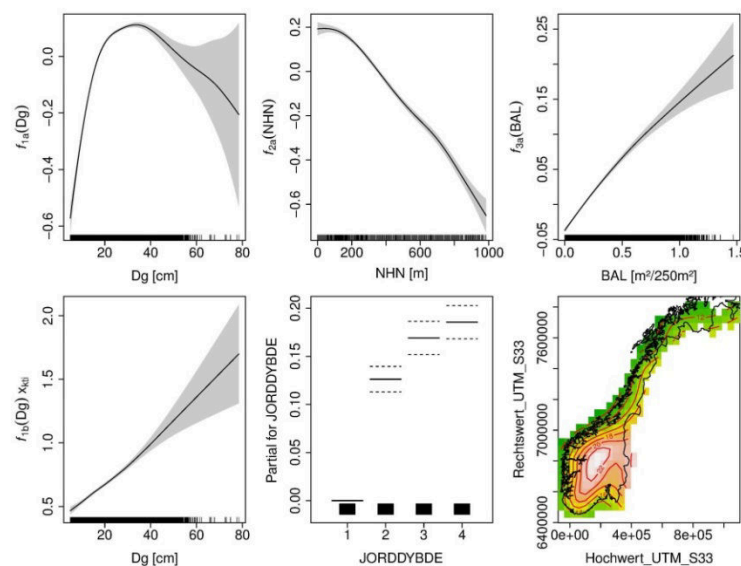 f1a(Dg)
0.0
−0.2
−0.4
−0.6
0 20 40 60 80
Dg [cm]
f2a(NHN)
0.2
0.0
−0.2
−0.4
−0.6
0 200 600 1000
NHN [m]
f3a(BAL)
0.25
0.15
0.05
−0.05
0.0 0.5 1.0 1.5
BAL [m²/250m²]
f1b(Dg) xkti
2.0
1.5
1.0
0.5
0 20 40 60 80
Dg [cm]
Partial for JORDDYBDE
0.20
0.15
0.10
0.05
0.00
1 2 3 4
JORDDYBDE
Rechtswert_UTM_S33
7600000
7000000
6400000
0e+00 4e+05 8e+05
Hochwert_UTM_S33